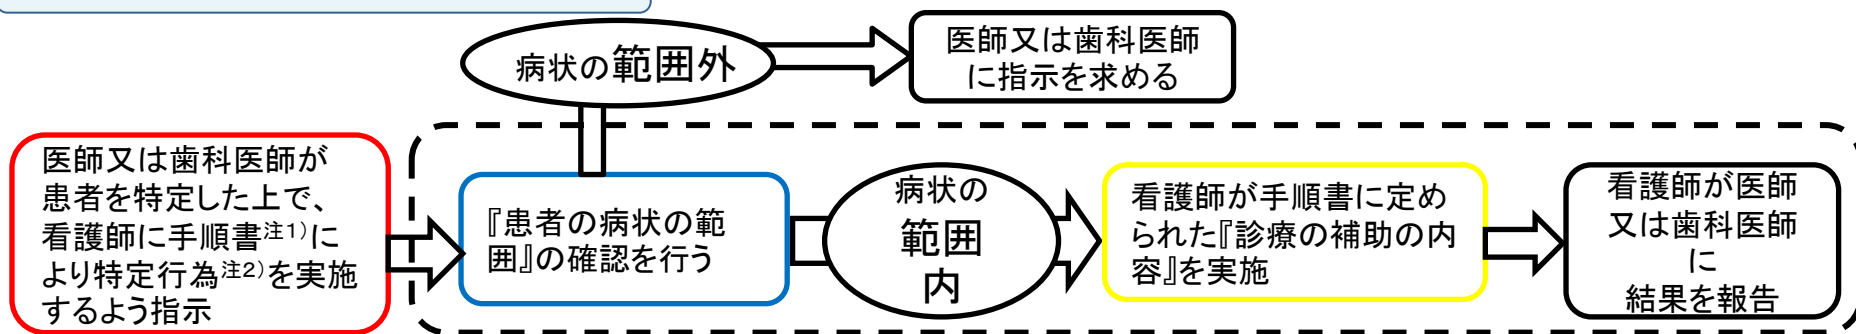 病状の範囲外
医師又は歯科医師
に指示を求める
医師又は歯科医師が
患者を特定した上で、
看護師に手順書注1)に
より特定行為注2)を実施
するよう指示
『患者の病状の範
囲』の確認を行う
病状の
範囲
内
看護師が手順書に定め
られた『診療の補助の内
容』を実施
看護師が医師
又は歯科医師
に
結果を報告